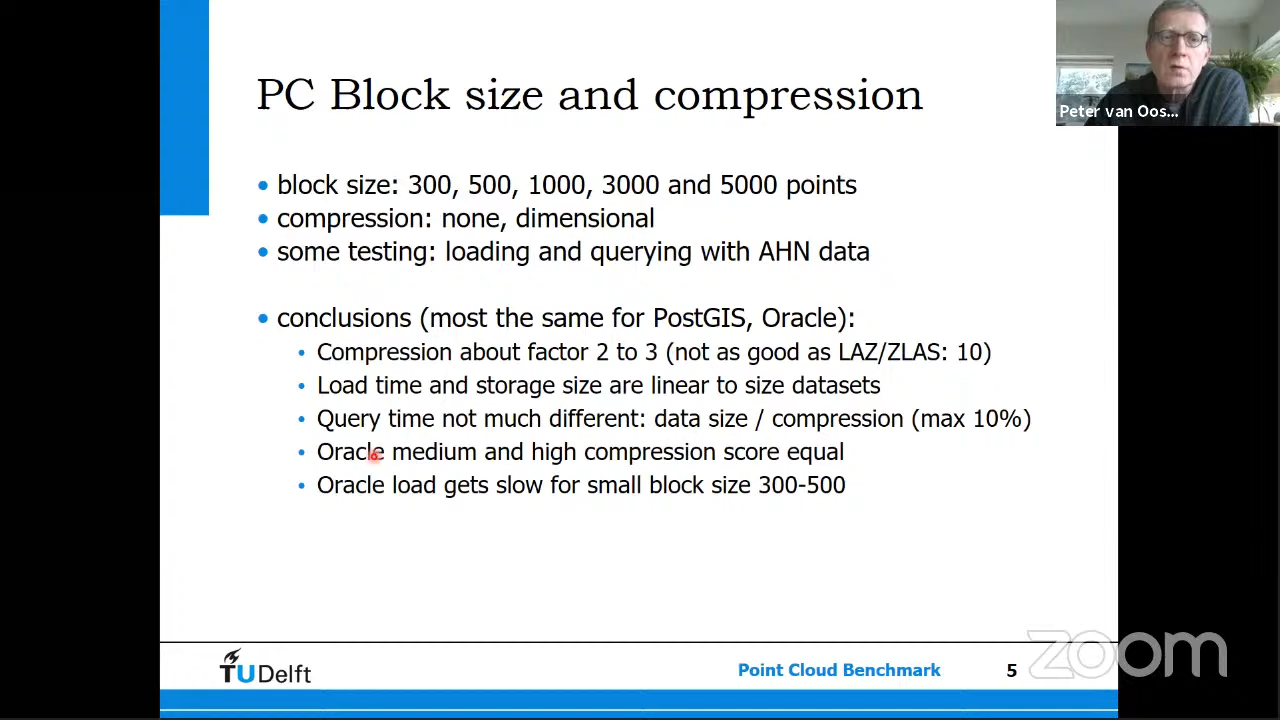 PC Block size and compression
Peter van Oos...
• block size: 300, 500, 1000, 3000 and 5000 points
• compression: none, dimensional
• some testing: loading and querying with AHN data
• conclusions (most the same for PostGIS, Oracle):
• Compression about factor 2 to 3 (not as good as LAZ/ZLAS: 10)
• Load time and storage size are linear to size datasets
• Query time not much different: data size / compression (max 10%)
• Oracle medium and high compression score equal
• Oracle load gets slow for small block size 300-500
TUDelft
Point Cloud Benchmark
5
zoom